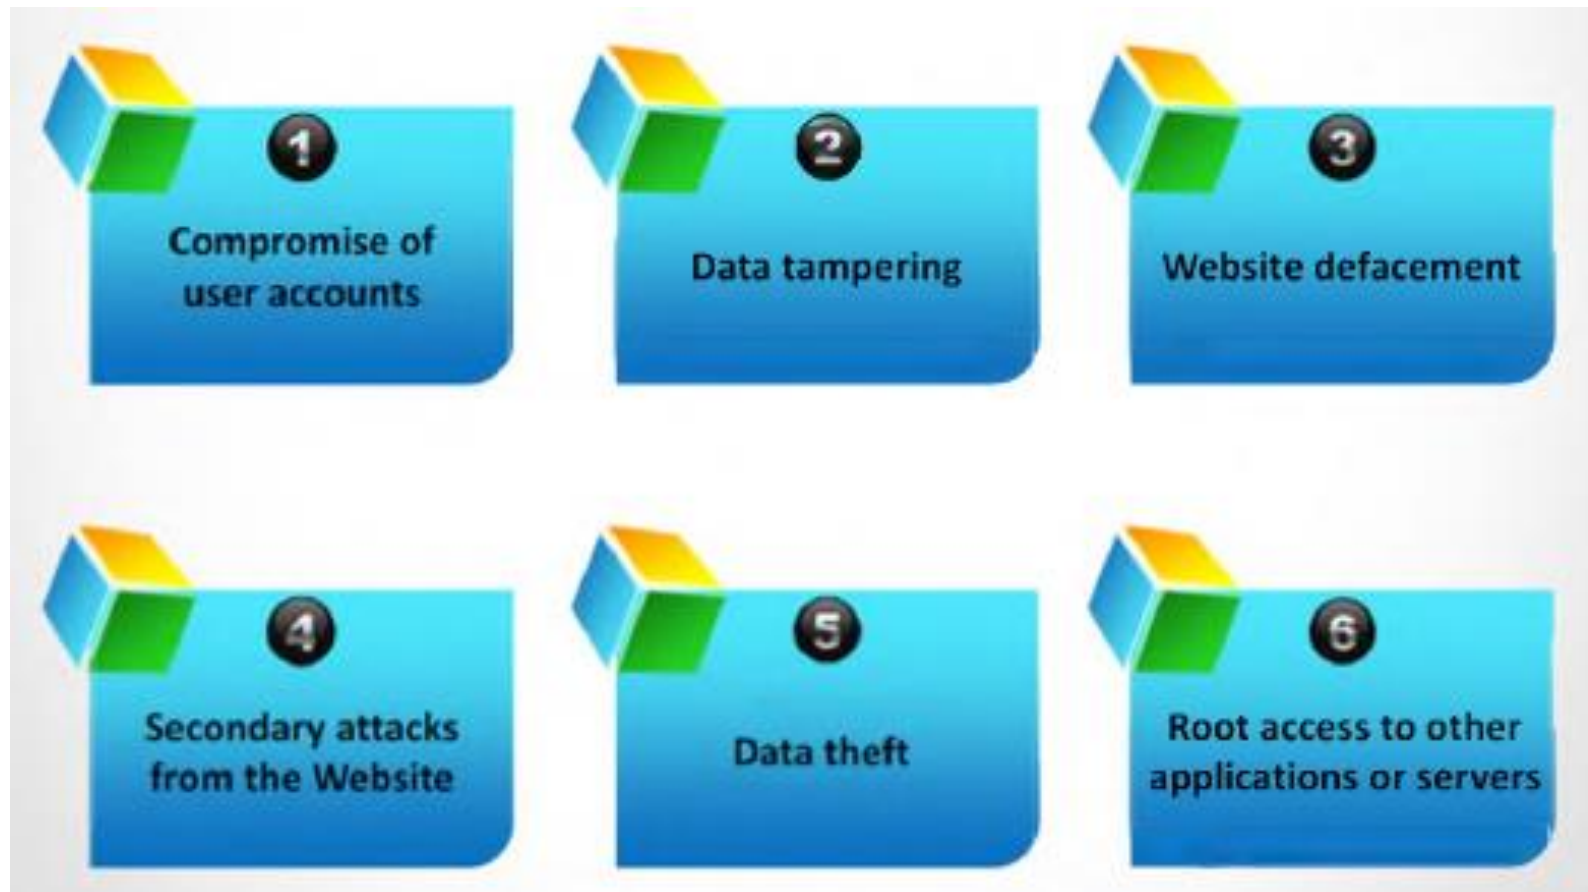 1
Compromise of
user accounts
2
Data tampering
3
Website defacement
4
Secondary attacks
from the Website
5
Data theft
6
Root access to other
applications or servers